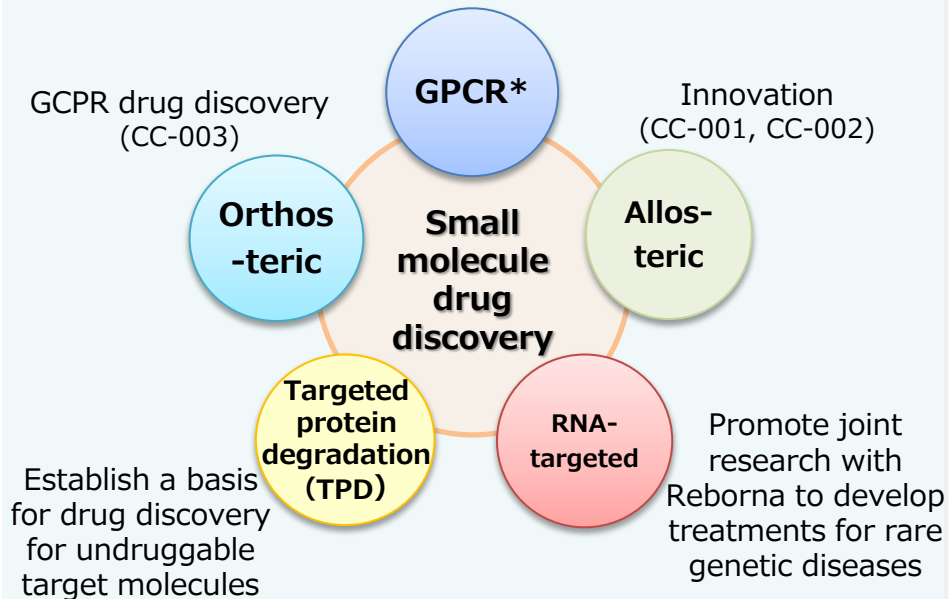 GPCR*
GCPR drug discovery
(CC-003)
Innovation
(CC-001, CC-002)
Orthos
-teric
Small
molecule
drug
discovery
Allos-
teric
Targeted
protein
degradation
(TPD)
RNA-
targeted
Establish a basis
for drug discovery
for undruggable
target molecules
Promote joint
research with
Reborna to develop
treatments for rare
genetic diseases